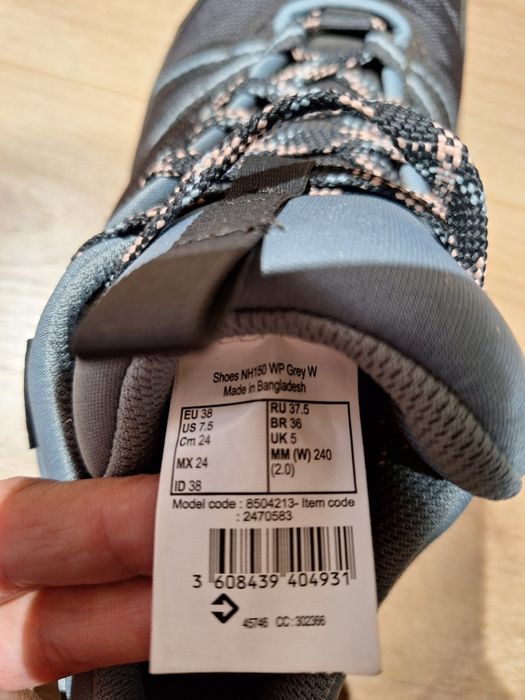 Shoes NH150 WP Grey W
Made in Bangladesh
EU 38
US 7.5
Cm 24
MX 24
ID 38
RU 37.5
BR 36
UK 5
MM (W) 240
(2.0)
Model code : 8504213- Item code
: 2470583
3 608439 404931
45746 CC : 302366